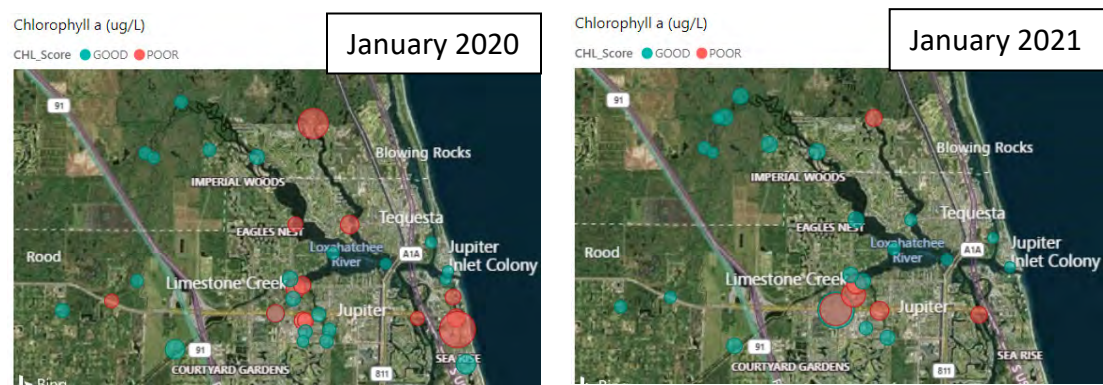 Chlorophyll a (ug/L)
January 2020
CHL_Score GOOD POOR
91
Blowing Rocks
IMPERIAL WOODS
Tequesta
EAGLES NEST
Loxahatchee
River
A1A
Jupiter
Inlet Colony
Rood
Limestone Creek
Jupiter
91
SEA RISE
COURTYARD GARDENS
811
Chlorophyll a (ug/L)
January 2021
CHL_Score GOOD POOR
91
Blowing Rocks
IMPERIAL WOODS
Tequesta
EAGLES NEST
Loxahatchee
River
A1A
Jupiter
Inlet Colony
Rood
Limestone Creek
Jupiter
91
SEA RISE
COURTYARD GARDENS
811